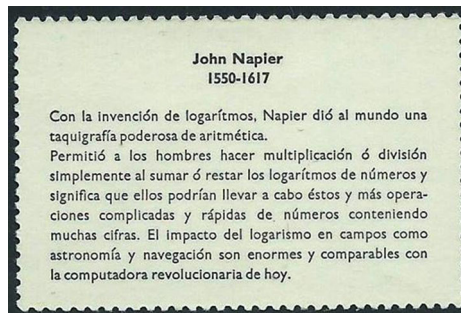 John Napier
1550-1617
Con la invención de logarítmos, Napier dió al mundo una
taquigrafía poderosa de aritmética.
Permitió a los hombres hacer multiplicación ó división
simplemente al sumar ó restar los logarítmos de números y
significa que ellos podrían llevar a cabo éstos y más opera-
ciones complicadas y rápidas de números conteniendo
muchas cifras. El impacto del logarismo en campos como
astronomía y navegación son enormes y comparables con
la computadora revolucionaria de hoy.